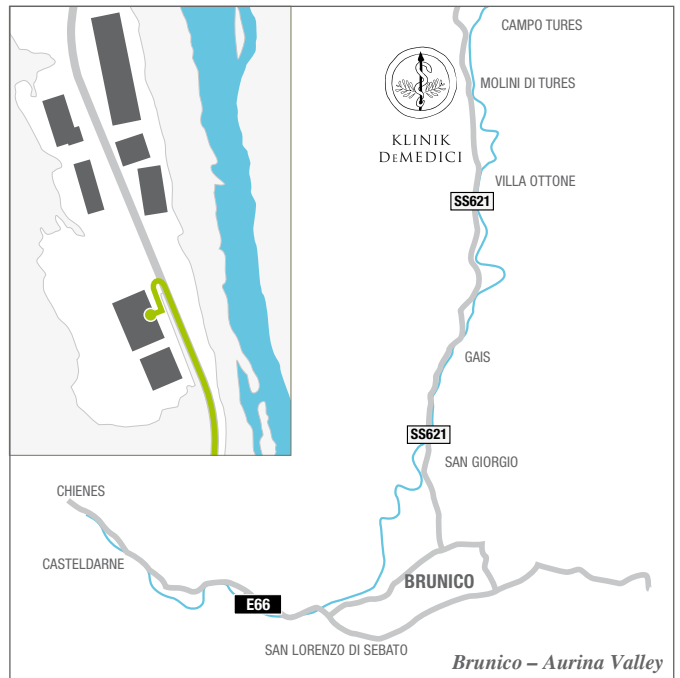 CAMPO TURES
MOLINI DI TURES
KLINIK
DEMEDICI
VILLA OTTONE
SS621
GAIS
SS621
SAN GIORGIO
CHIENES
CASTELDARNE
BRUNICO
E66
SAN LORENZO DI SEBATO
Brunico – Aurina Valley